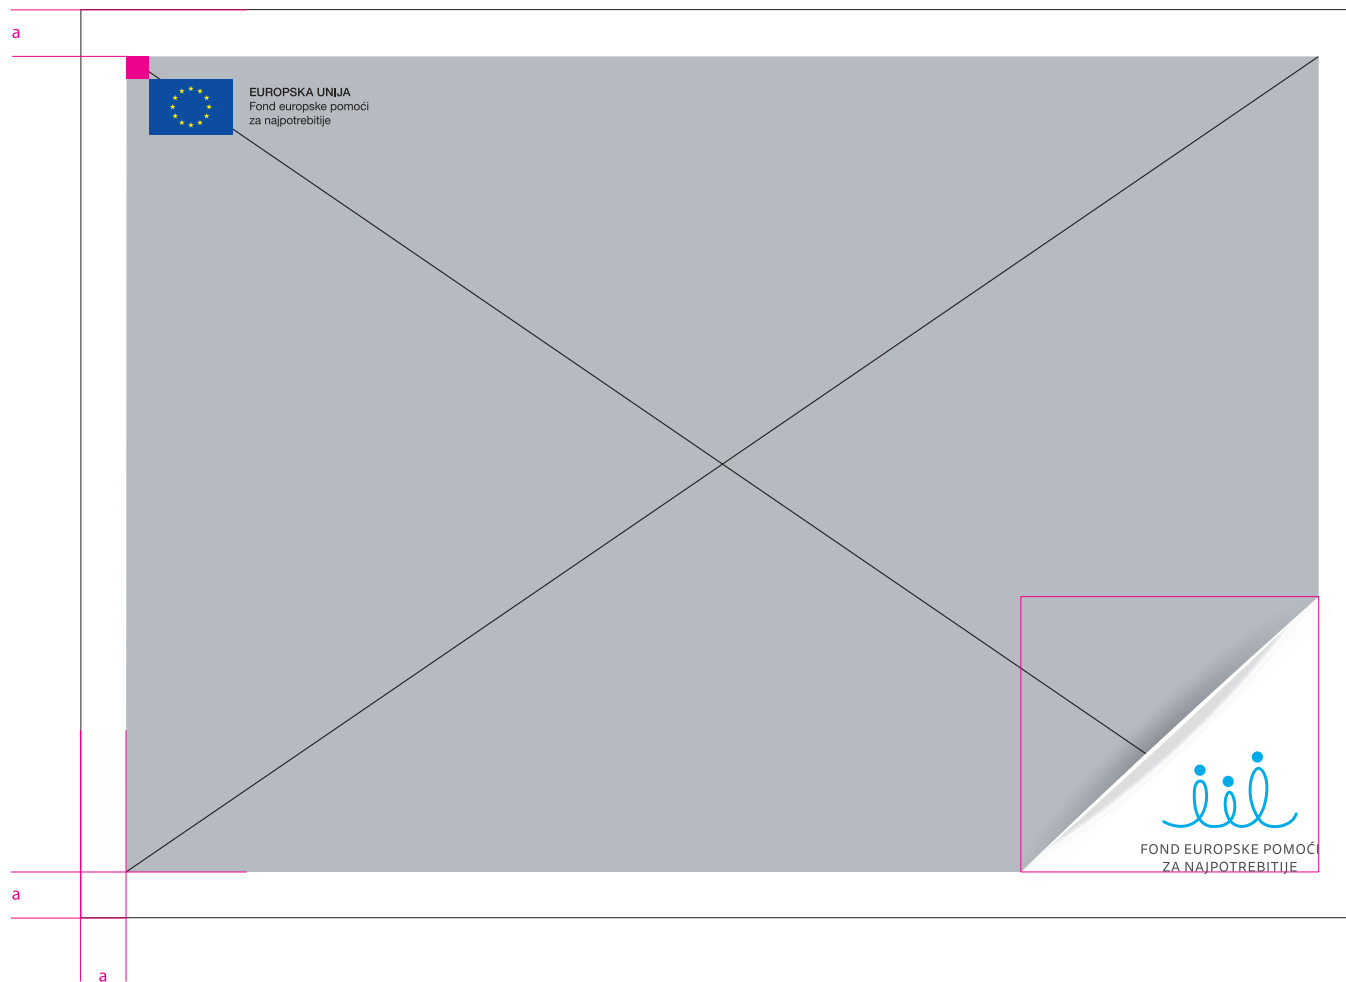 a
EUROPSKA UNIJA
Fond europske pomoći
za najpotrebitije
FOND EUROPSKE POMOĆI
ZA NAJPOTREBITIJE
a
a